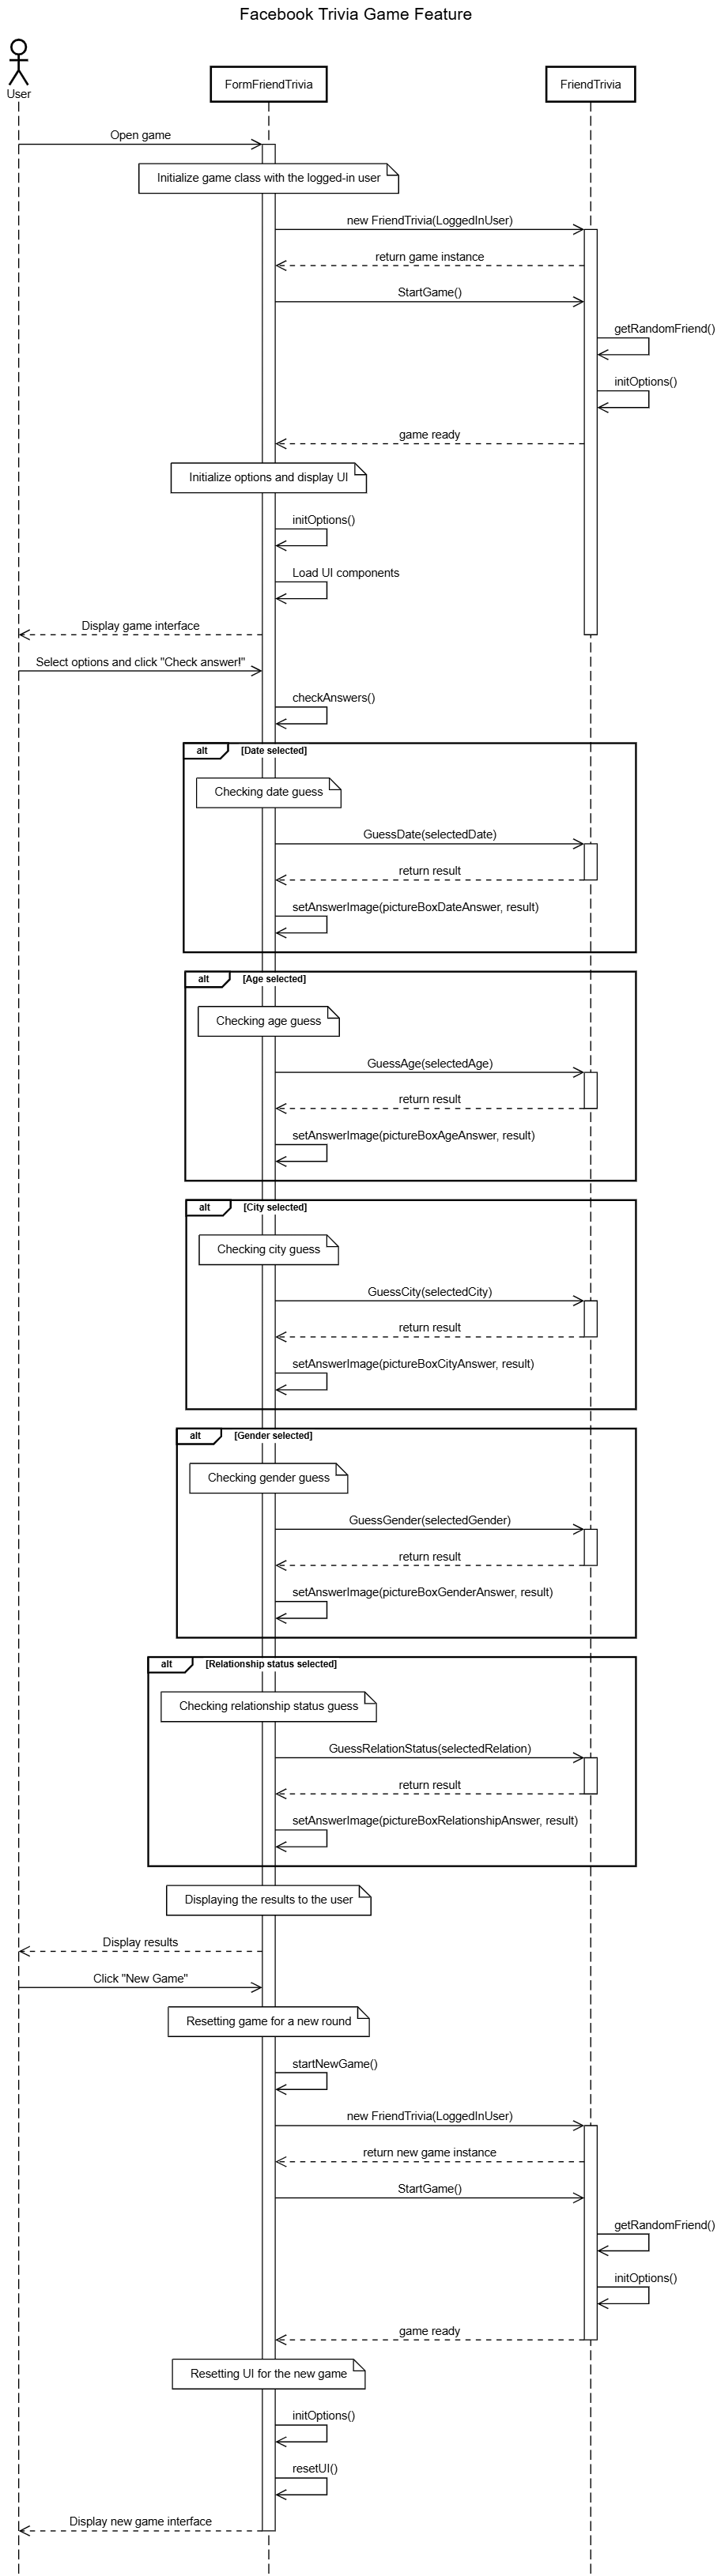 Facebook Trivia Game Feature
User
FormFriendTrivia
FriendTrivia
Open game
Initialize game class with the logged-in user
new FriendTrivia(LoggedInUser)
return game instance
StartGame()
getRandomFriend()
initOptions()
game ready
Initialize options and display UI
initOptions()
Load UI components
Display game interface
Select options and click "Check answer!"
checkAnswers()
alt [Date selected]
Checking date guess
GuessDate(selectedDate)
return result
setAnswerImage(pictureBoxDateAnswer, result)
alt [Age selected]
Checking age guess
GuessAge(selectedAge)
return result
setAnswerImage(pictureBoxAgeAnswer, result)
alt [City selected]
Checking city guess
GuessCity(selectedCity)
return result
setAnswerImage(pictureBoxCityAnswer, result)
alt [Gender selected]
Checking gender guess
GuessGender(selectedGender)
return result
setAnswerImage(pictureBoxGenderAnswer, result)
alt [Relationship status selected]
Checking relationship status guess
GuessRelationStatus(selectedRelation)
return result
setAnswerImage(pictureBoxRelationshipAnswer, result)
Displaying the results to the user
Display results
Click "New Game"
Resetting game for a new round
startNewGame()
new FriendTrivia(LoggedInUser)
return new game instance
StartGame()
getRandomFriend()
initOptions()
game ready
Resetting UI for the new game
initOptions()
resetUI()
Display new game interface